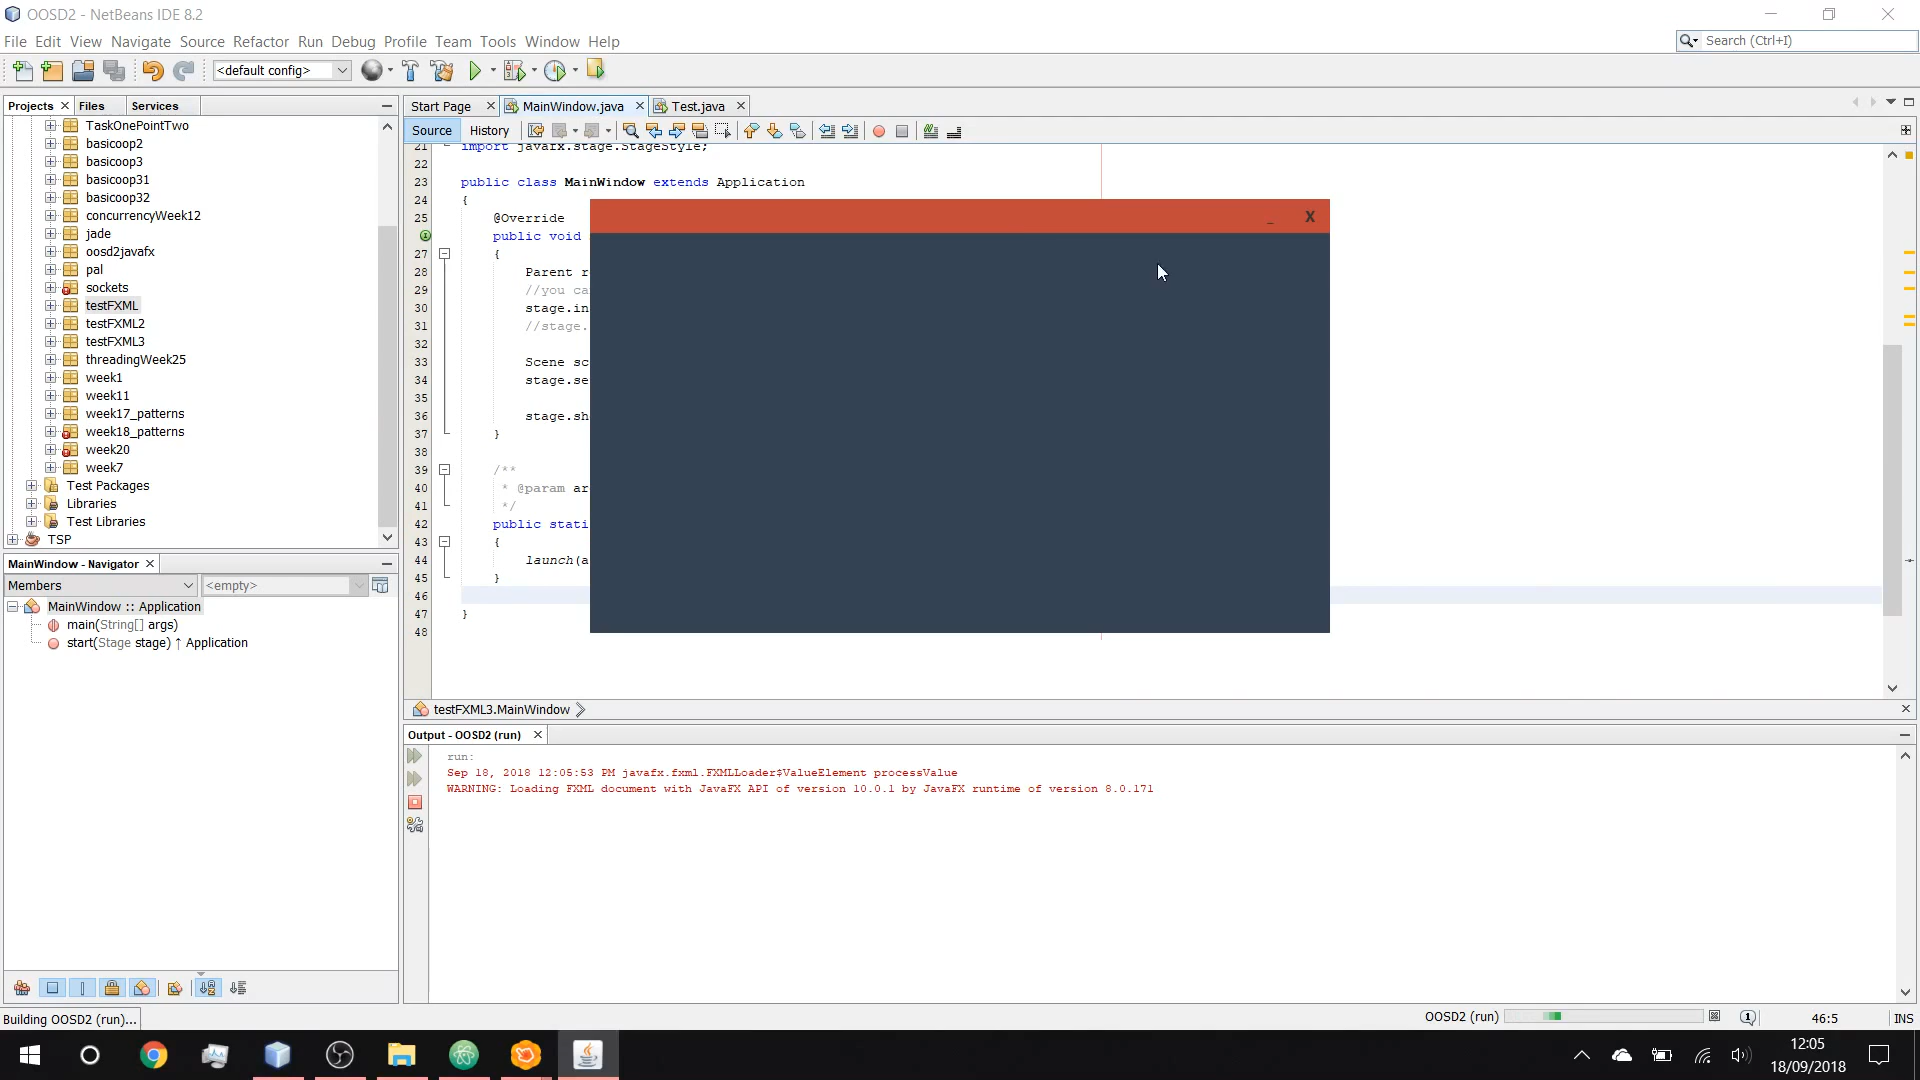 OOSD2 - NetBeans IDE 8.2
File Edit View Navigate Source Refactor Run Debug Profile Team Tools Window Help
Search (Ctrl+I)
<default config>
Projects Files Services
TaskOnePointTwo
basicoop2
basicoop3
basicoop31
basicoop32
concurrencyWeek12
jade
oosd2javafx
pal
sockets
testFXML
testFXML2
testFXML3
threadingWeek25
week1
week11
week17_patterns
week18_patterns
week20
week7
Test Packages
Libraries
Test Libraries
TSP
MainWindow - Navigator
Members
<empty>
MainWindow :: Application
main(String[] args)
start(Stage stage) ↑ Application
Start Page MainWindow.java Test.java
Source History
21 import javafx.stage.StageStyle;
22
23 public class MainWindow extends Application
24 {
25 @Override
public void
27 {
28 Parent r
29 //you ca
30 stage.in
31 //stage.
32
33 Scene sc
34 stage.se
35
36 stage.sh
37 }
38
39 /**
40 * @param ar
41 */
42 public stati
43 {
44 launch(a
45 }
46
47 }
48
_ X
testFXML3.MainWindow
Output - OOSD2 (run)
run:
Sep 18, 2018 12:05:53 PM javafx.fxml.FXMLLoader$ValueElement processValue
WARNING: Loading FXML document with JavaFX API of version 10.0.1 by JavaFX runtime of version 8.0.171
Building OOSD2 (run)...
OOSD2 (run)
1
46:5
INS
12:05
18/09/2018